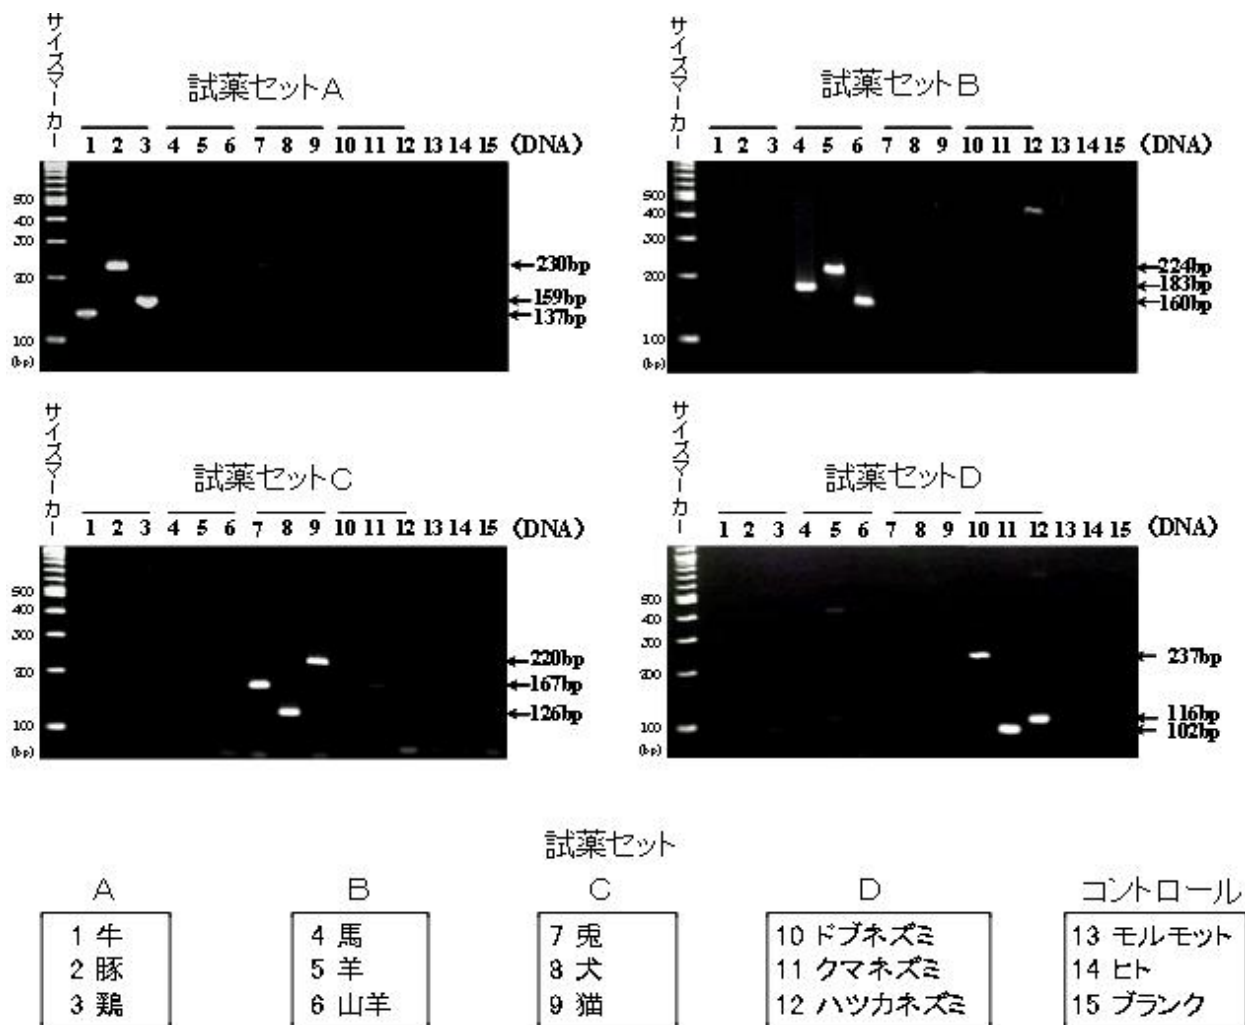 サイズマーカー
試薬セットA
1 2 3 4 5 6 7 8 9 10 11 12 13 14 15 (DNA)
500
400
300
200
100
(bp)
230bp
159bp
137bp
サイズマーカー
試薬セットB
1 2 3 4 5 6 7 8 9 10 11 12 13 14 15 (DNA)
500
400
300
200
100
(bp)
224bp
183bp
160bp
サイズマーカー
試薬セットC
1 2 3 4 5 6 7 8 9 10 11 12 13 14 15 (DNA)
500
400
300
200
100
(bp)
220bp
167bp
126bp
サイズマーカー
試薬セットD
1 2 3 4 5 6 7 8 9 10 11 12 13 14 15 (DNA)
500
400
300
200
100
(bp)
237bp
116bp
102bp
試薬セット
A
1 牛
2 豚
3 鶏
B
4 馬
5 羊
6 山羊
C
7 兎
8 犬
9 猫
D
10 ドブネズミ
11 クマネズミ
12 ハツカネズミ
コントロール
13 モルモット
14 ヒト
15 ブランク